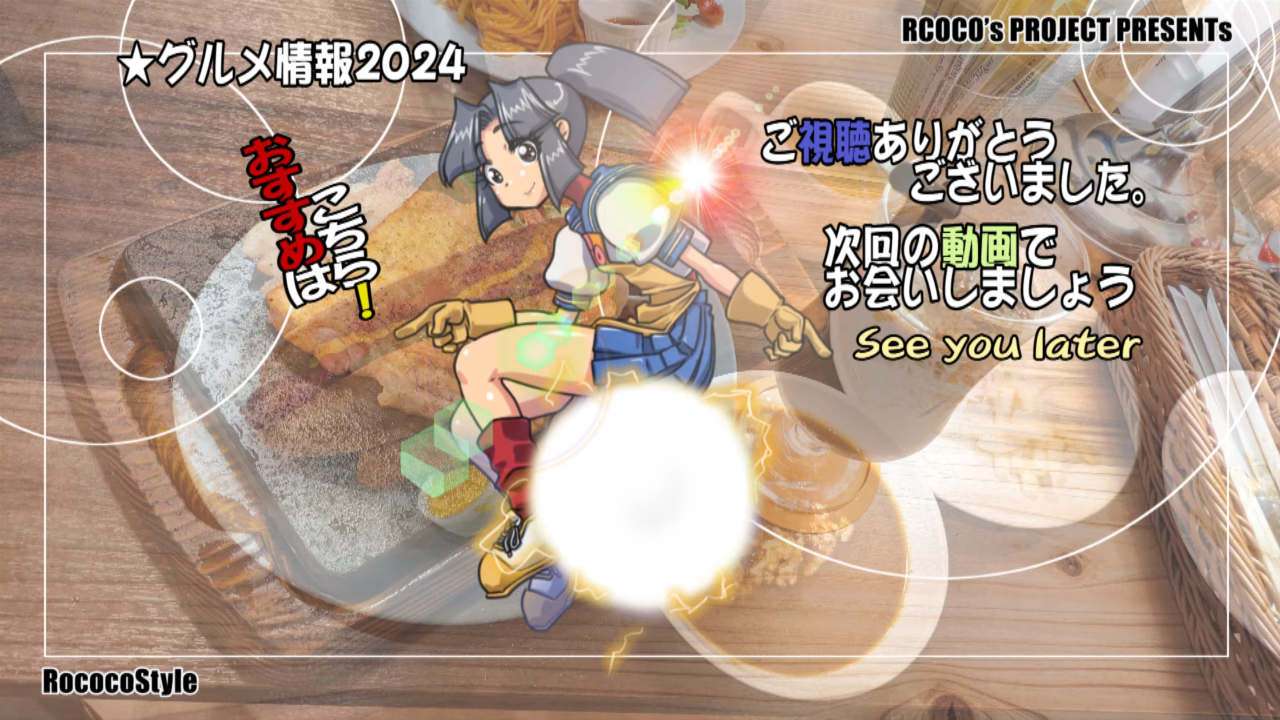 RCOCO's PROJECT PRESENTs
★グルメ情報2024
おすすめは
こちら!
ご視聴ありがとう
ございました。
次回の動画で
お会いしましょう
See you later
RococoStyle